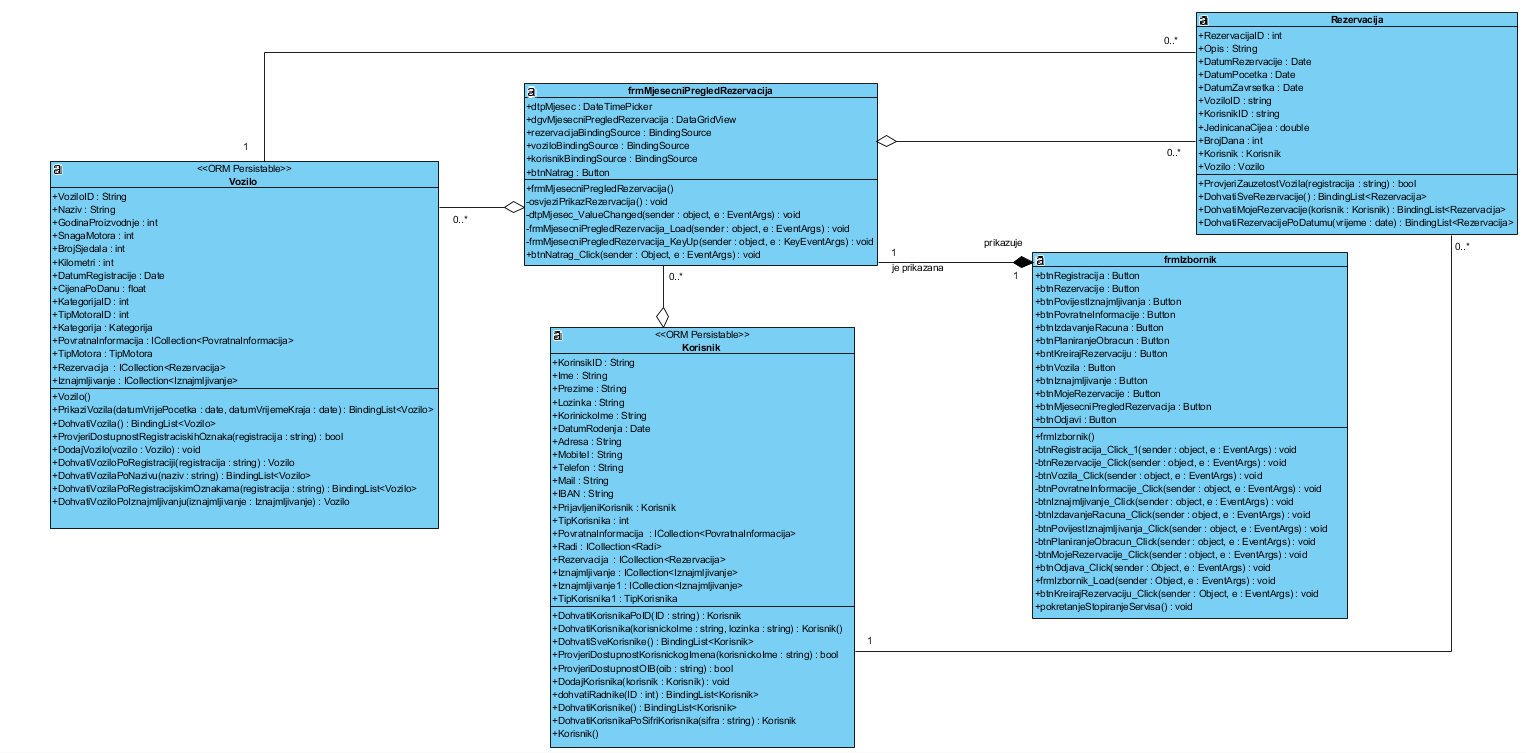 Rezervacija
+RezervacijaID : int
+Opis : String
+DatumRezervacije : Date
+DatumPocetka : Date
+DatumZavrsetka : Date
+VoziloID : string
+KorisnikID : string
+JedinicanaCijea : double
+BrojDana : int
+Korisnik : Korisnik
+Vozilo : Vozilo
+ProvjeriZauzetostVozila(registracija : string) : bool
+DohvatiSveRezervacije() : BindingList<Rezervacija>
+DohvatiMojeRezervacije(korisnik : Korisnik) : BindingList<Rezervacija>
+DohvatiRezervacijePoDatumu(vrijeme : date) : BindingList<Rezervacija>
0..*
1
0..*
0..*
frmMjesecniPregledRezervacija
+dtpMjesec : DateTimePicker
+dgvMjesecniPregledRezervacija : DataGridView
+rezervacijaBindingSource : BindingSource
+voziloBindingSource : BindingSource
+korisnikBindingSource : BindingSource
+btnNatrag : Button
+frmMjesecniPregledRezervacija()
-osvjeziPrikazRezervacija() : void
-dtpMjesec_ValueChanged(sender : object, e : EventArgs) : void
-frmMjesecniPregledRezervacija_Load(sender : object, e : EventArgs) : void
-frmMjesecniPregledRezervacija_KeyUp(sender : object, e : KeyEventArgs) : void
+btnNatrag_Click(sender : Object, e : EventArgs) : void
<<ORM Persistable>>
Vozilo
+VoziloID : String
+Naziv : String
+GodinaProizvodnje : int
+SnagaMotora : int
+BrojSjedala : int
+Kilometri : int
+DatumRegistracije : Date
+CijenaPoDanu : float
+KategorijaID : int
+TipMotoraID : int
+Kategorija : Kategorija
+PovratnaInformacija : ICollection<PovratnaInformacija>
+TipMotora : TipMotora
+Rezervacija : ICollection<Rezervacija>
+Iznajmljivanje : ICollection<Iznajmljivanje>
+Vozilo()
+PrikaziVozila(datumVrijePocetka : date, datumVrijemeKraja : date) : BindingList<Vozilo>
+DohvatiVozila() : BindingList<Vozilo>
+ProvjeriDostupnostRegistraciskihOznaka(registracija : string) : bool
+DodajVozilo(vozilo : Vozilo) : void
+DohvatiVoziloPoRegistraciji(registracija : string) : Vozilo
+DohvatiVozilaPoNazivu(naziv : string) : BindingList<Vozilo>
+DohvatiVozilaPoRegistracijskimOznakama(registracija : string) : BindingList<Vozilo>
+DohvatiVoziloPoIznajmljivanju(iznajmljivanje : Iznajmljivanje) : Vozilo
0..*
1
je prikazana
prikazuje
1
0..*
<<ORM Persistable>>
Korisnik
+KorinsikID : String
+Ime : String
+Prezime : String
+Lozinka : String
+KorinickoIme : String
+DatumRodenja : Date
+Adresa : String
+Mobitel : String
+Telefon : String
+Mail : String
+IBAN : String
+PrijavljeniKorisnik : Korisnik
+TipKorisnika : int
+PovratnaInformacija : ICollection<PovratnaInformacija>
+Radi : ICollection<Radi>
+Rezervacija : ICollection<Rezervacija>
+Iznajmljivanje : ICollection<Iznajmljivanje>
+Iznajmljivanje1 : ICollection<Iznajmljivanje>
+TipKorisnika1 : TipKorisnika
+DohvatiKorisnikaPoID(ID : string) : Korisnik
+DohvatiKorisnika(korisnickoIme : string, lozinka : string) : Korisnik()
+DohvatiSveKorisnike() : BindingList<Korisnik>
+ProvjeriDostupnostKorisnickogImena(korisnickoIme : string) : bool
+ProvjeriDostupnostOIB(oib : string) : bool
+DodajKorisnika(korisnik : Korisnik) : void
+dohvatiRadnike(ID : int) : BindingList<Korisnik>
+DohvatiKorisnike() : BindingList<Korisnik>
+DohvatiKorisnikaPoSifriKorisnika(sifra : string) : Korisnik
+Korisnik()
1
frmIzbornik
+btnRegistracija : Button
+btnRezervacije : Button
+btnPovijestIznajmljivanja : Button
+btnPovratneInformacije : Button
+btnIzdavanjeRacuna : Button
+btnPlaniranjeObracun : Button
+bntKreirajRezervaciju : Button
+btnVozila : Button
+btnIznajmljivanje : Button
+btnMojeRezervacije : Button
+btnMjesecniPregledRezervacija : Button
+btnOdjavi : Button
+frmIzbornik()
-btnRegistracija_Click_1(sender : object, e : EventArgs) : void
-btnRezervacije_Click(sender : object, e : EventArgs) : void
-btnVozila_Click(sender : object, e : EventArgs) : void
-btnPovratneInformacije_Click(sender : object, e : EventArgs) : void
-btnIznajmljivanje_Click(sender : object, e : EventArgs) : void
-btnIzdavanjeRacuna_Click(sender : object, e : EventArgs) : void
-btnPovijestIznajmljivanja_Click(sender : object, e : EventArgs) : void
-btnPlaniranjeObracun_Click(sender : object, e : EventArgs) : void
-btnMojeRezervacije_Click(sender : object, e : EventArgs) : void
+btnOdjava_Click(sender : Object, e : EventArgs) : void
+frmIzbornik_Load(sender : Object, e : EventArgs) : void
+btnKreirajRezervaciju_Click(sender : Object, e : EventArgs) : void
+pokretanjeStopiranjeServisa() : void
0..*